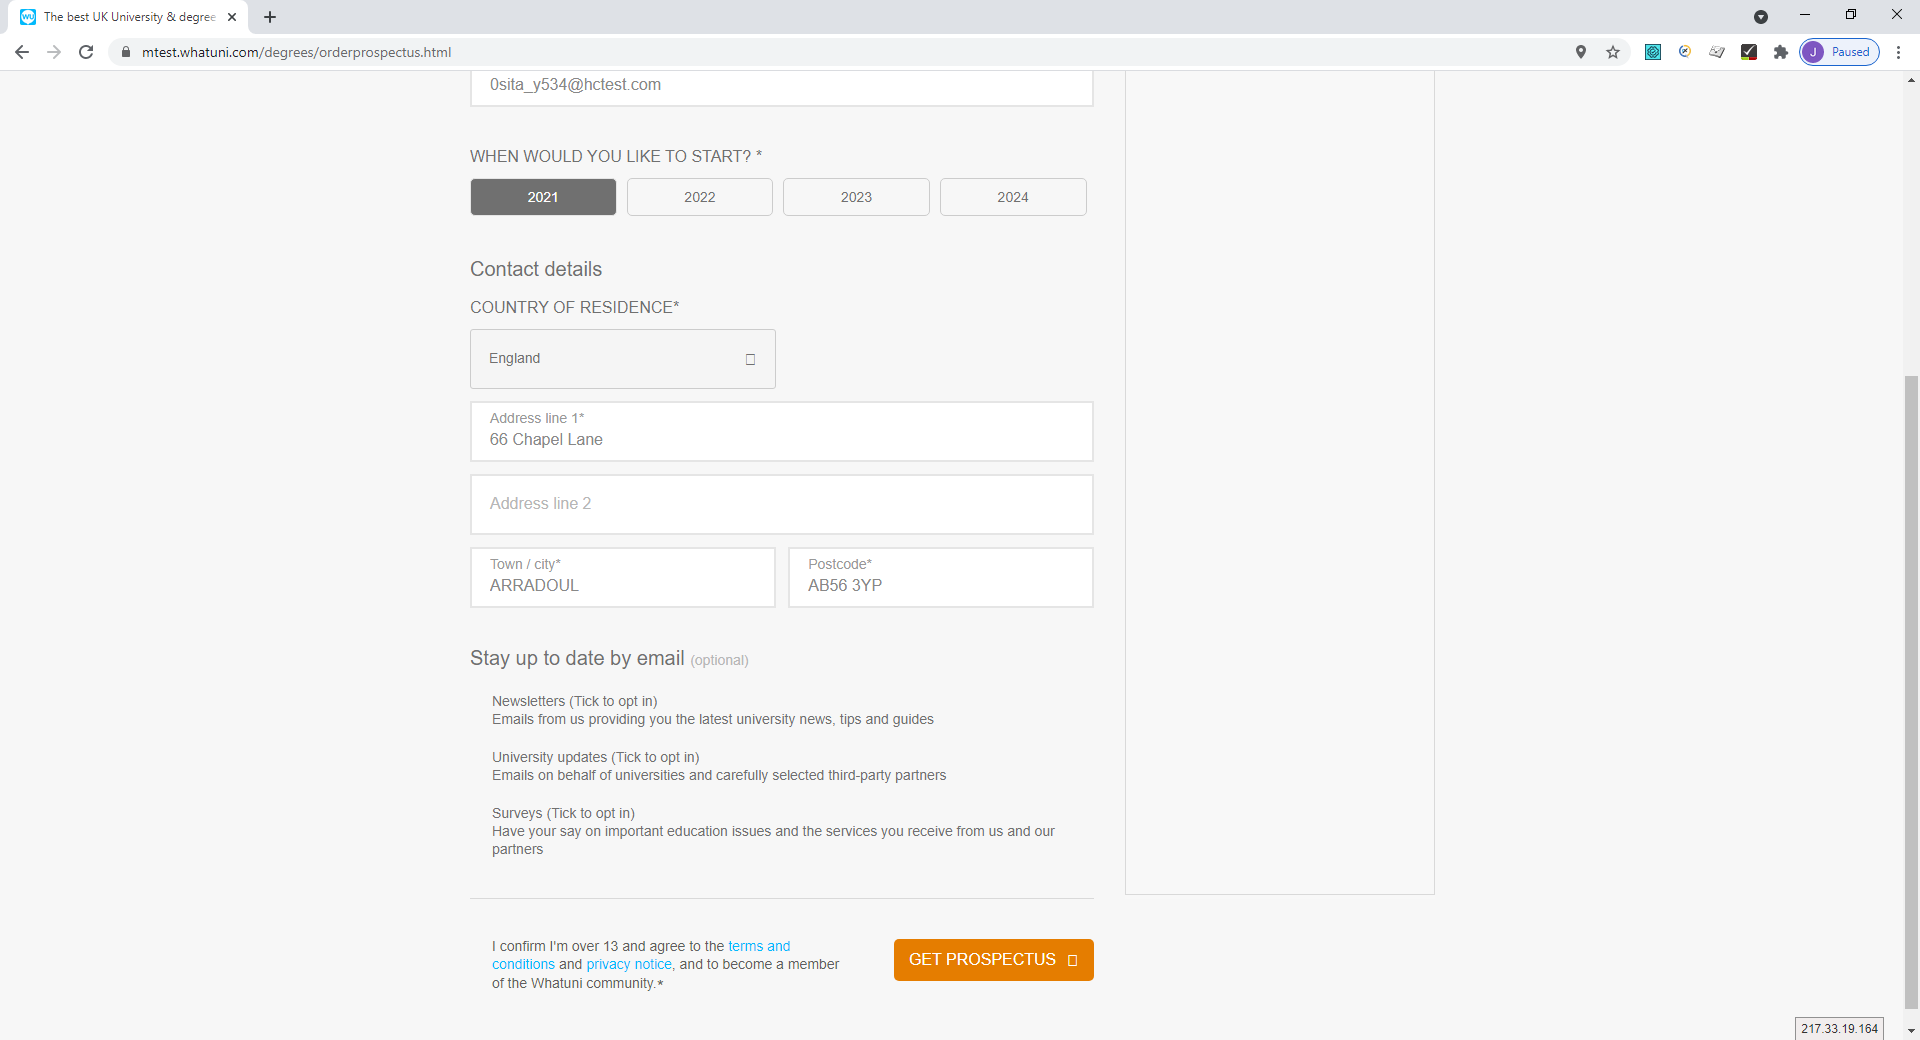 The best UK University & degree
mtest.whatuni.com/degrees/orderprospectus.html
J Paused
0sita_y534@hctest.com
WHEN WOULD YOU LIKE TO START? *
2021 2022 2023 2024
Contact details
COUNTRY OF RESIDENCE*
England
Address line 1*
66 Chapel Lane
Address line 2
Town / city* Postcode*
ARRADOUL AB56 3YP
Stay up to date by email (optional)
Newsletters (Tick to opt in)
Emails from us providing you the latest university news, tips and guides
University updates (Tick to opt in)
Emails on behalf of universities and carefully selected third-party partners
Surveys (Tick to opt in)
Have your say on important education issues and the services you receive from us and our
partners
I confirm I'm over 13 and agree to the terms and
conditions and privacy notice, and to become a member
of the Whatuni community.*
GET PROSPECTUS
217.33.19.164